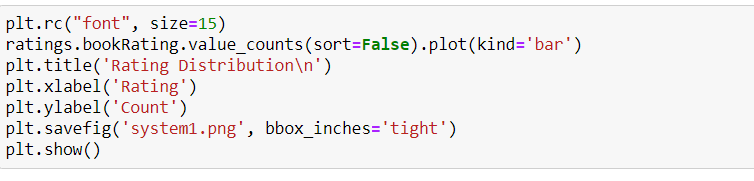 plt.rc("font", size=15)
ratings.bookRating.value_counts(sort=False).plot(kind='bar')
plt.title('Rating Distribution\n')
plt.xlabel('Rating')
plt.ylabel('Count')
plt.savefig('system1.png', bbox_inches='tight')
plt.show()